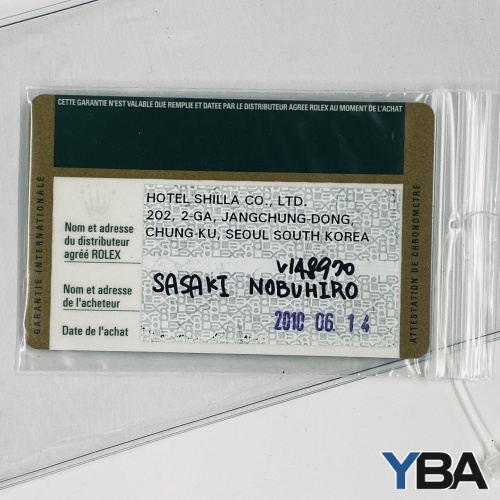 CETTE GARANTIE N'EST VALABLE QUE REMPLIE ET DATEE PAR LE DISTRIBUTEUR AGREE ROLEX AU MOMENT DE L'ACHAT
GARANTIE INTERNATIONALE
Nom et adresse
du distributeur
agréé ROLEX
HOTEL SHILLA CO., LTD.
202, 2-GA, JANGCHUNG-DONG,
CHUNG-KU, SEOUL SOUTH KOREA
V148920
Nom et adresse
de l'acheteur
SASAKI NOBUHIRO
Date de l'achat
2010 06. 14
ATTESTATION DE CHRONOMETRE
YBA